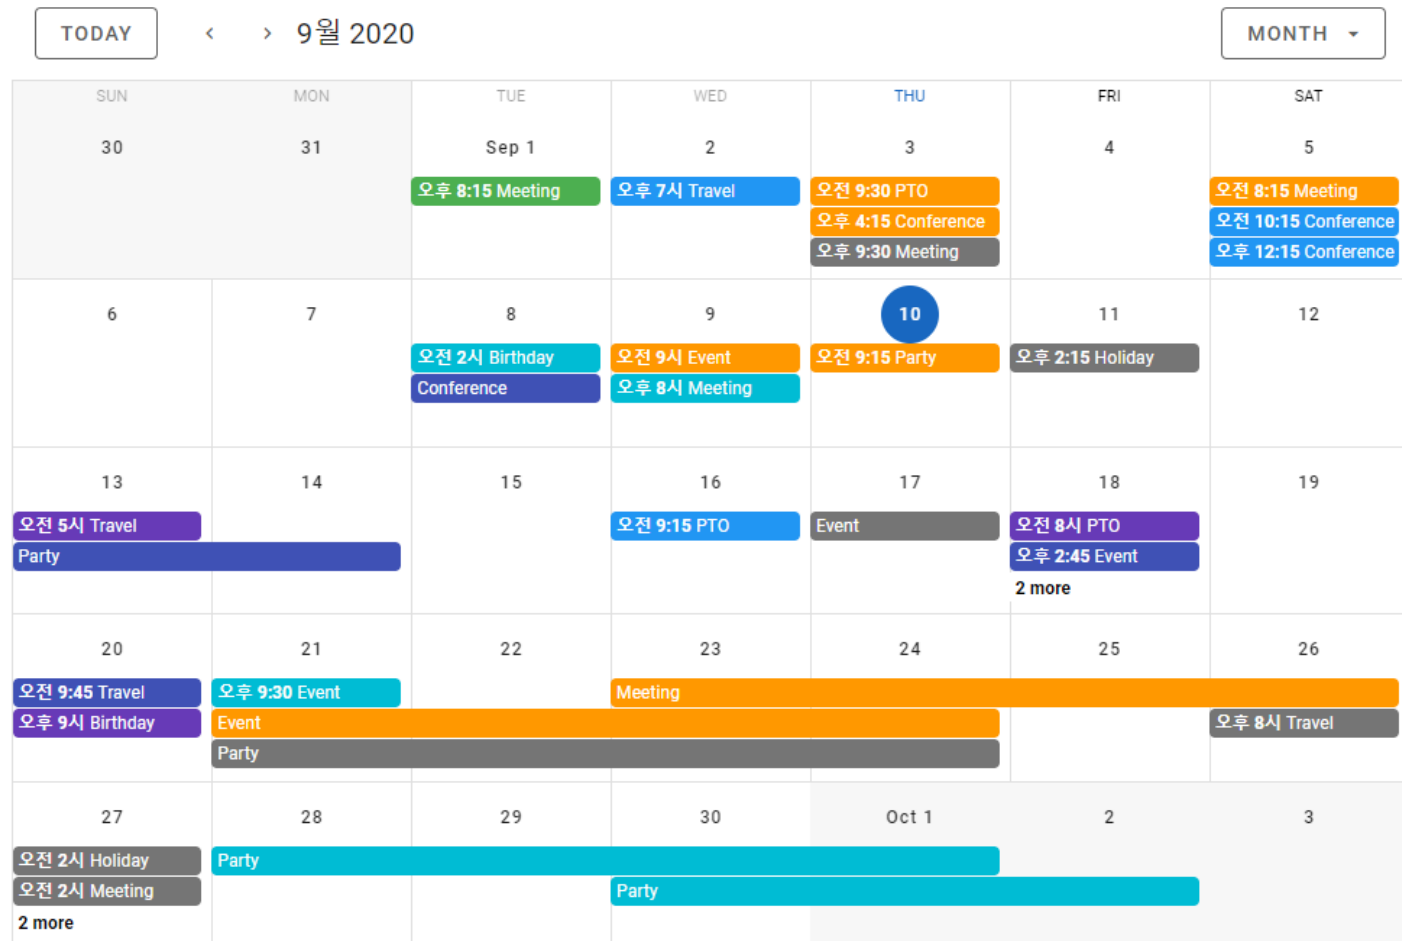 TODAY < > 9월 2020 MONTH
SUN MON TUE WED THU FRI SAT
30 31 Sep 1 2 3 4 5
오후 8:15 Meeting 오후 7시 Travel 오전 9:30 PTO 오전 8:15 Meeting
오후 4:15 Conference 오전 10:15 Conference
오후 9:30 Meeting 오후 12:15 Conference
6 7 8 9 10 11 12
오전 2시 Birthday 오전 9시 Event 오전 9:15 Party 오후 2:15 Holiday
Conference 오후 8시 Meeting
13 14 15 16 17 18 19
오전 5시 Travel 오전 9:15 PTO Event 오전 8시 PTO
Party 오후 2:45 Event
2 more
20 21 22 23 24 25 26
오전 9:45 Travel 오후 9:30 Event Meeting
오후 9시 Birthday Event 오후 8시 Travel
Party
27 28 29 30 Oct 1 2 3
오전 2시 Holiday Party
오전 2시 Meeting Party
2 more